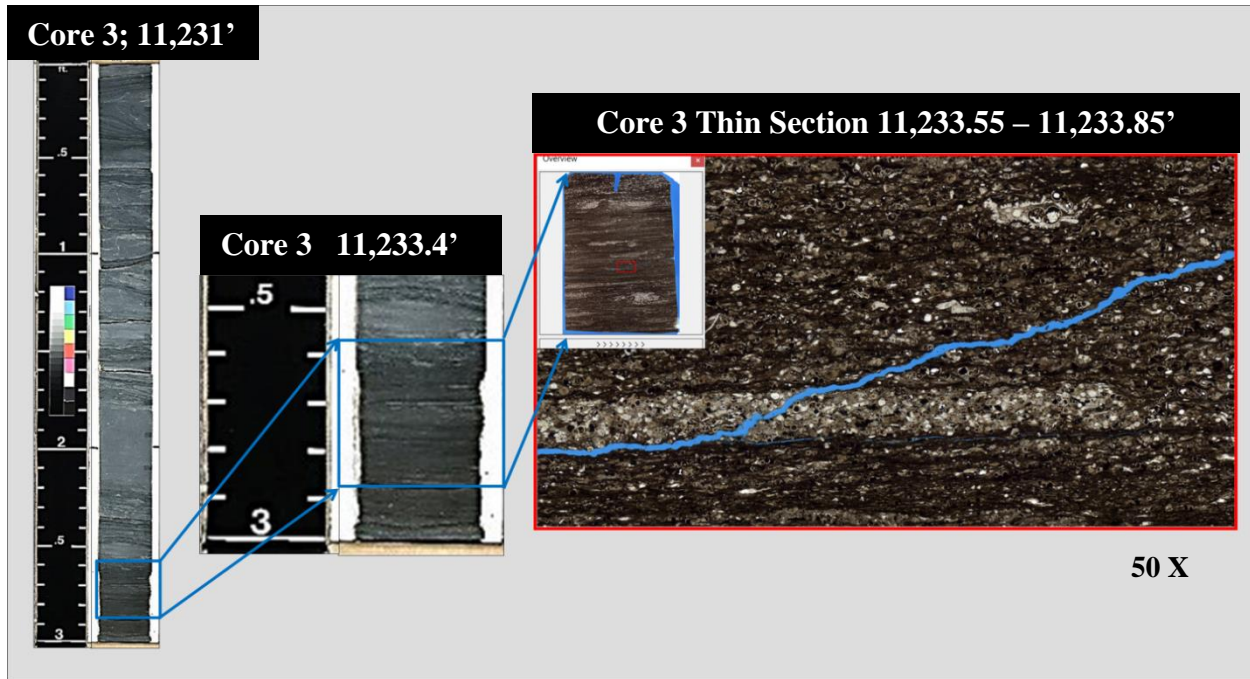 Core 3; 11,231’
ft.
.5
1
2
.5
3
Core 3 11,233.4’
.5
3
Core 3 Thin Section 11,233.55 – 11,233.85’
Overview
x
>>>>>>>>
50 X